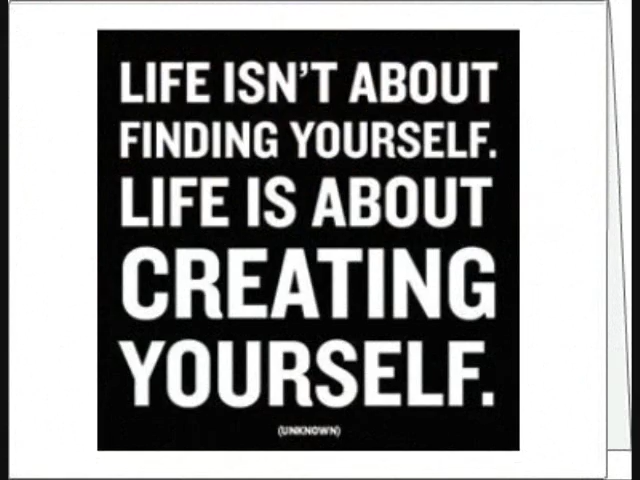 LIFE ISN'T ABOUT
FINDING YOURSELF.
LIFE IS ABOUT
CREATING
YOURSELF.
(UNKNOWN)